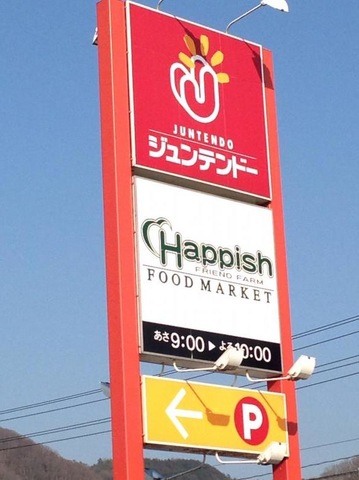 JUNTENDO
ジュンテンドー
Happish
FRIEND FARM
FOOD MARKET
あさ9:00▶よる10:00
← P